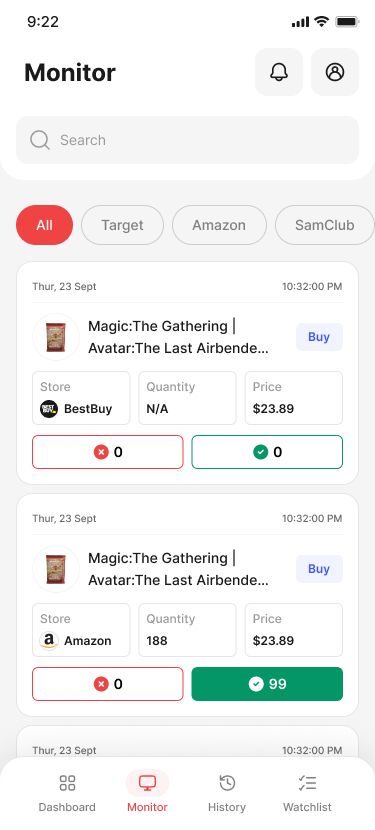 9:22
Monitor
Search
All
Target
Amazon
SamClub
Thur, 23 Sept
10:32:00 PM
Magic:The Gathering |
Avatar:The Last Airbende...
Buy
Store
Quantity
Price
BEST BUY
BestBuy
N/A
$23.89
0
0
Thur, 23 Sept
10:32:00 PM
Magic:The Gathering |
Avatar:The Last Airbende...
Buy
Store
Quantity
Price
a
Amazon
188
$23.89
0
99
Thur, 23 Sept
10:32:00 PM
Dashboard
Monitor
History
Watchlist